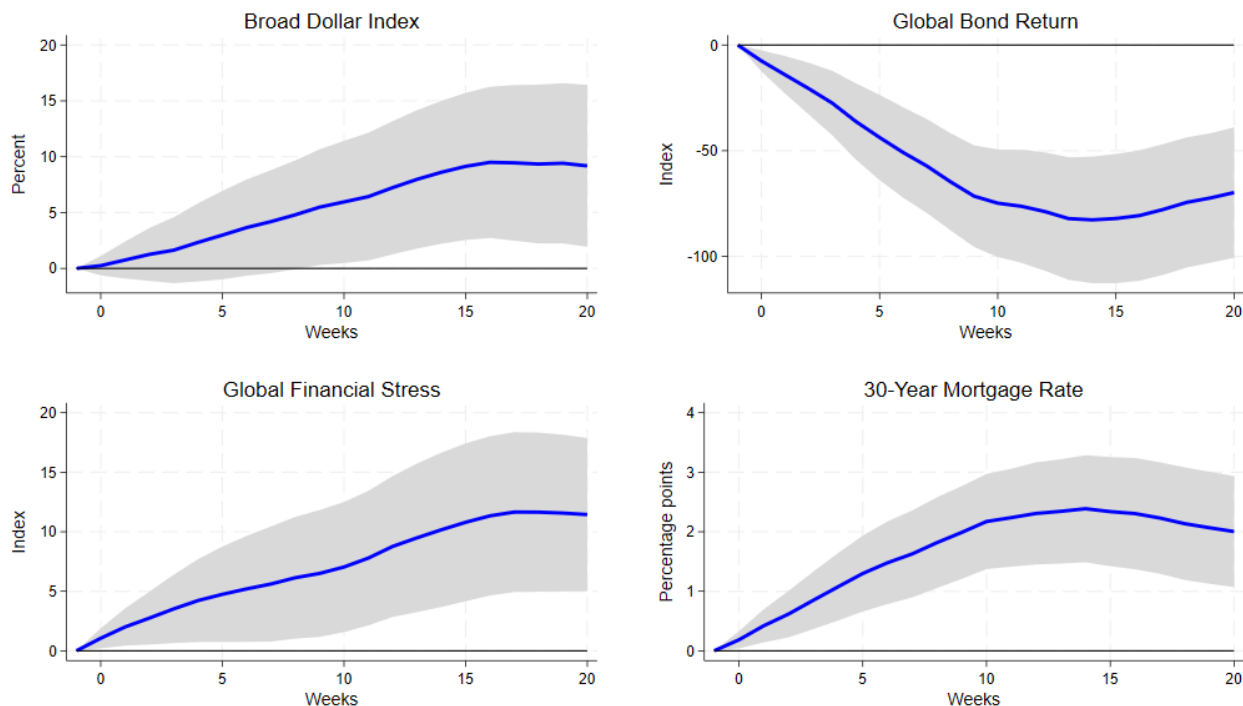 Broad Dollar Index
20
15
10
5
0
Percent
0 5 10 15 20
Weeks
Global Bond Return
0
-50
-100
Index
0 5 10 15 20
Weeks
Global Financial Stress
20
15
10
5
0
Index
0 5 10 15 20
Weeks
30-Year Mortgage Rate
4
3
2
1
0
Percentage points
0 5 10 15 20
Weeks